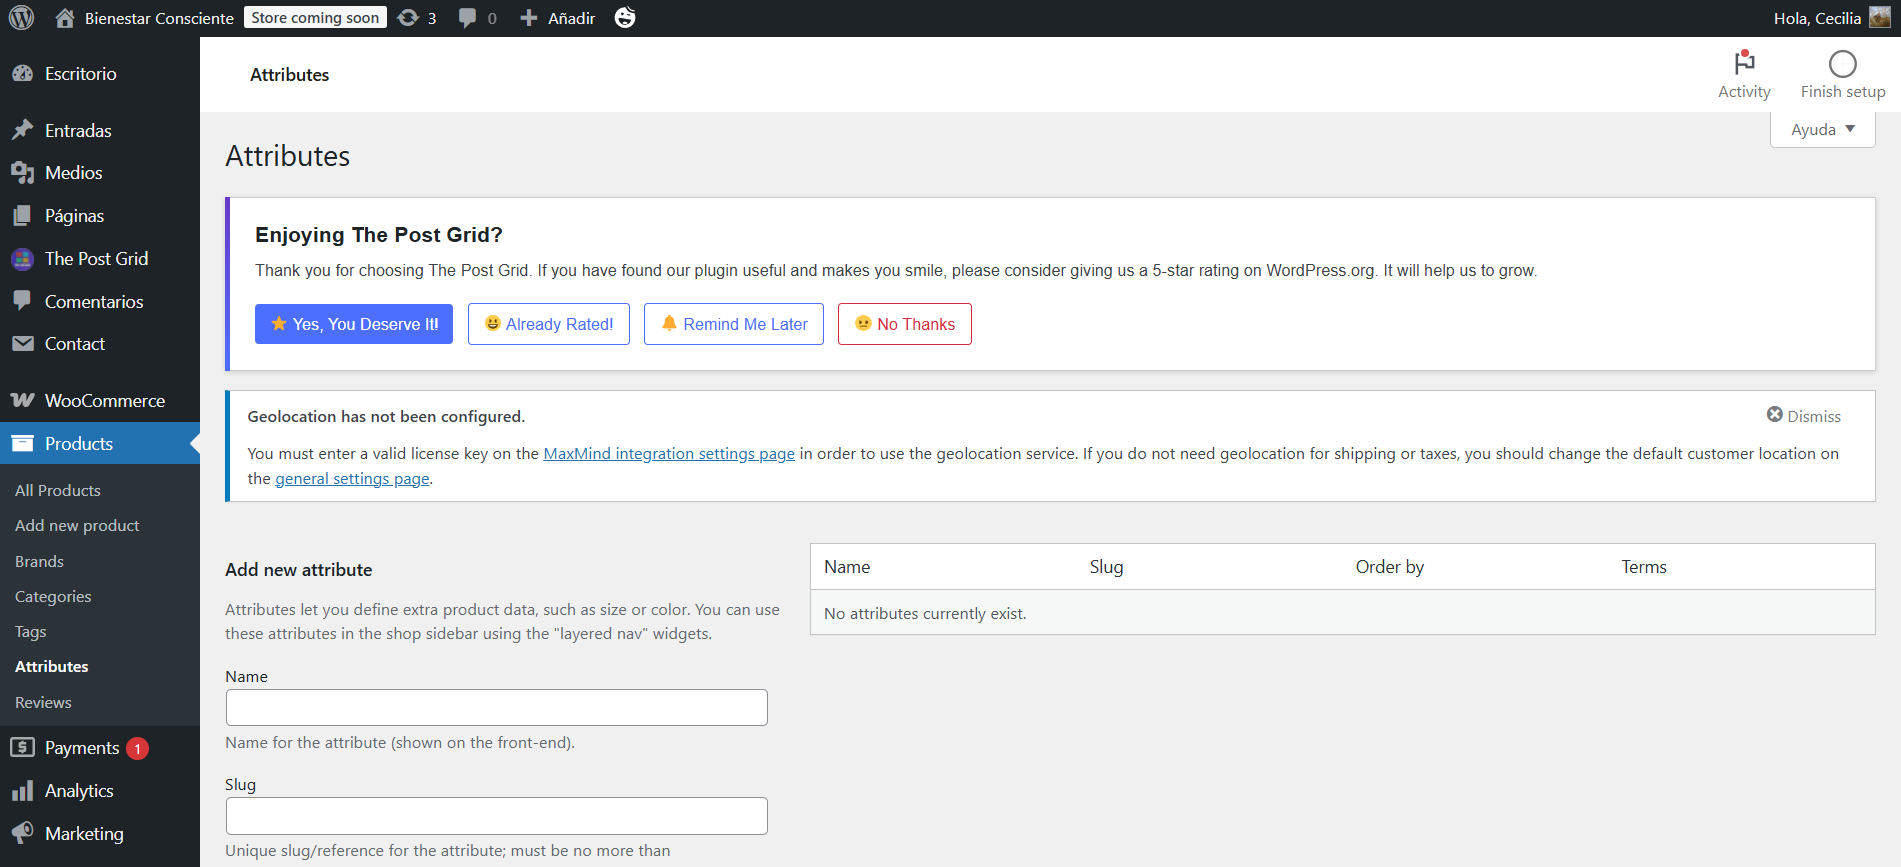 Bienestar Consciente Store coming soon 3 0 Añadir Hola, Cecilia
Escritorio
Entradas
Medios
Páginas
The Post Grid
Comentarios
Contact
WooCommerce
Products
All Products
Add new product
Brands
Categories
Tags
Attributes
Reviews
Payments 1
Analytics
Marketing
Attributes
Activity Finish setup
Ayuda
Attributes
Enjoying The Post Grid?
Thank you for choosing The Post Grid. If you have found our plugin useful and makes you smile, please consider giving us a 5-star rating on WordPress.org. It will help us to grow.
⭐ Yes, You Deserve It! 😃 Already Rated! 🔔 Remind Me Later 😐 No Thanks
Geolocation has not been configured. Dismiss
You must enter a valid license key on the MaxMind integration settings page in order to use the geolocation service. If you do not need geolocation for shipping or taxes, you should change the default customer location on
the general settings page.
Add new attribute
Attributes let you define extra product data, such as size or color. You can use
these attributes in the shop sidebar using the "layered nav" widgets.
Name
Name for the attribute (shown on the front-end).
Slug
Unique slug/reference for the attribute; must be no more than
Name Slug Order by Terms
No attributes currently exist.